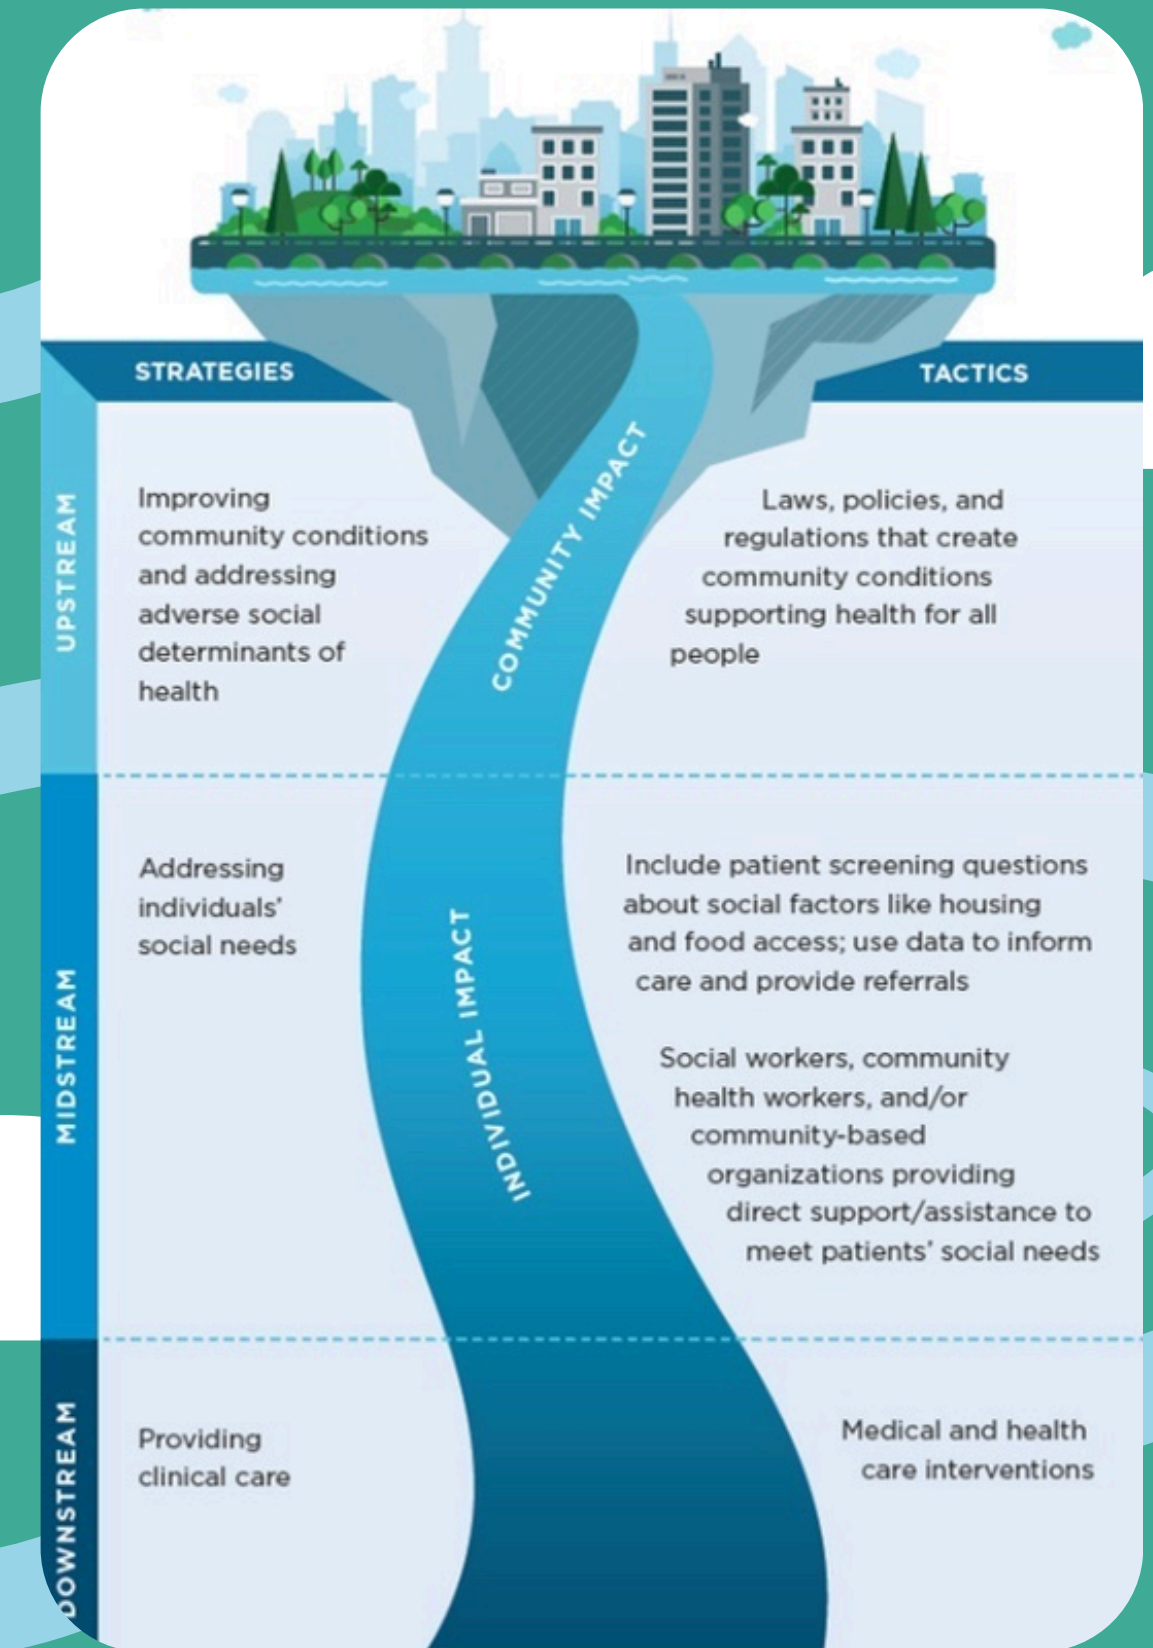 STRATEGIES
TACTICS
UPSTREAM
Improving
community conditions
and addressing
adverse social
determinants of
health
COMMUNITY IMPACT
Laws, policies, and
regulations that create
community conditions
supporting health for all
people
MIDSTREAM
Addressing
individuals’
social needs
INDIVIDUAL IMPACT
Include patient screening questions
about social factors like housing
and food access; use data to inform
care and provide referrals
Social workers, community
health workers, and/or
community-based
organizations providing
direct support/assistance to
meet patients’ social needs
DOWNSTREAM
Providing
clinical care
Medical and health
care interventions